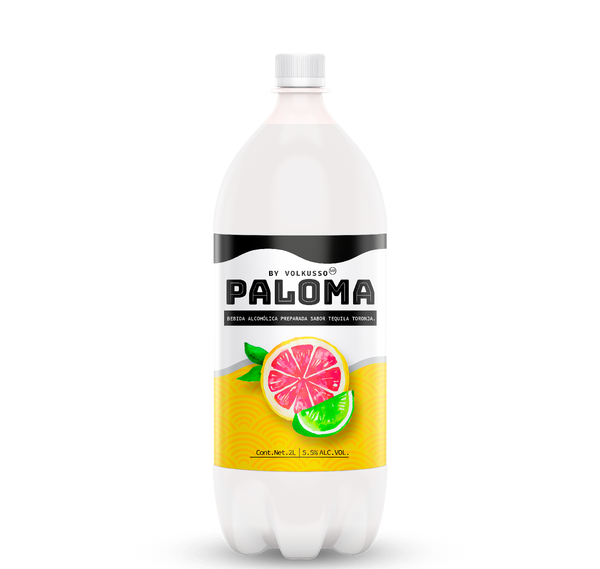 BY VOLKUSSO
PALOMA
BEBIDA ALCOHÓLICA PREPARADA SABOR TEQUILA TORONJA.
Cont.Net.2L | 5.5% ALC.VOL.